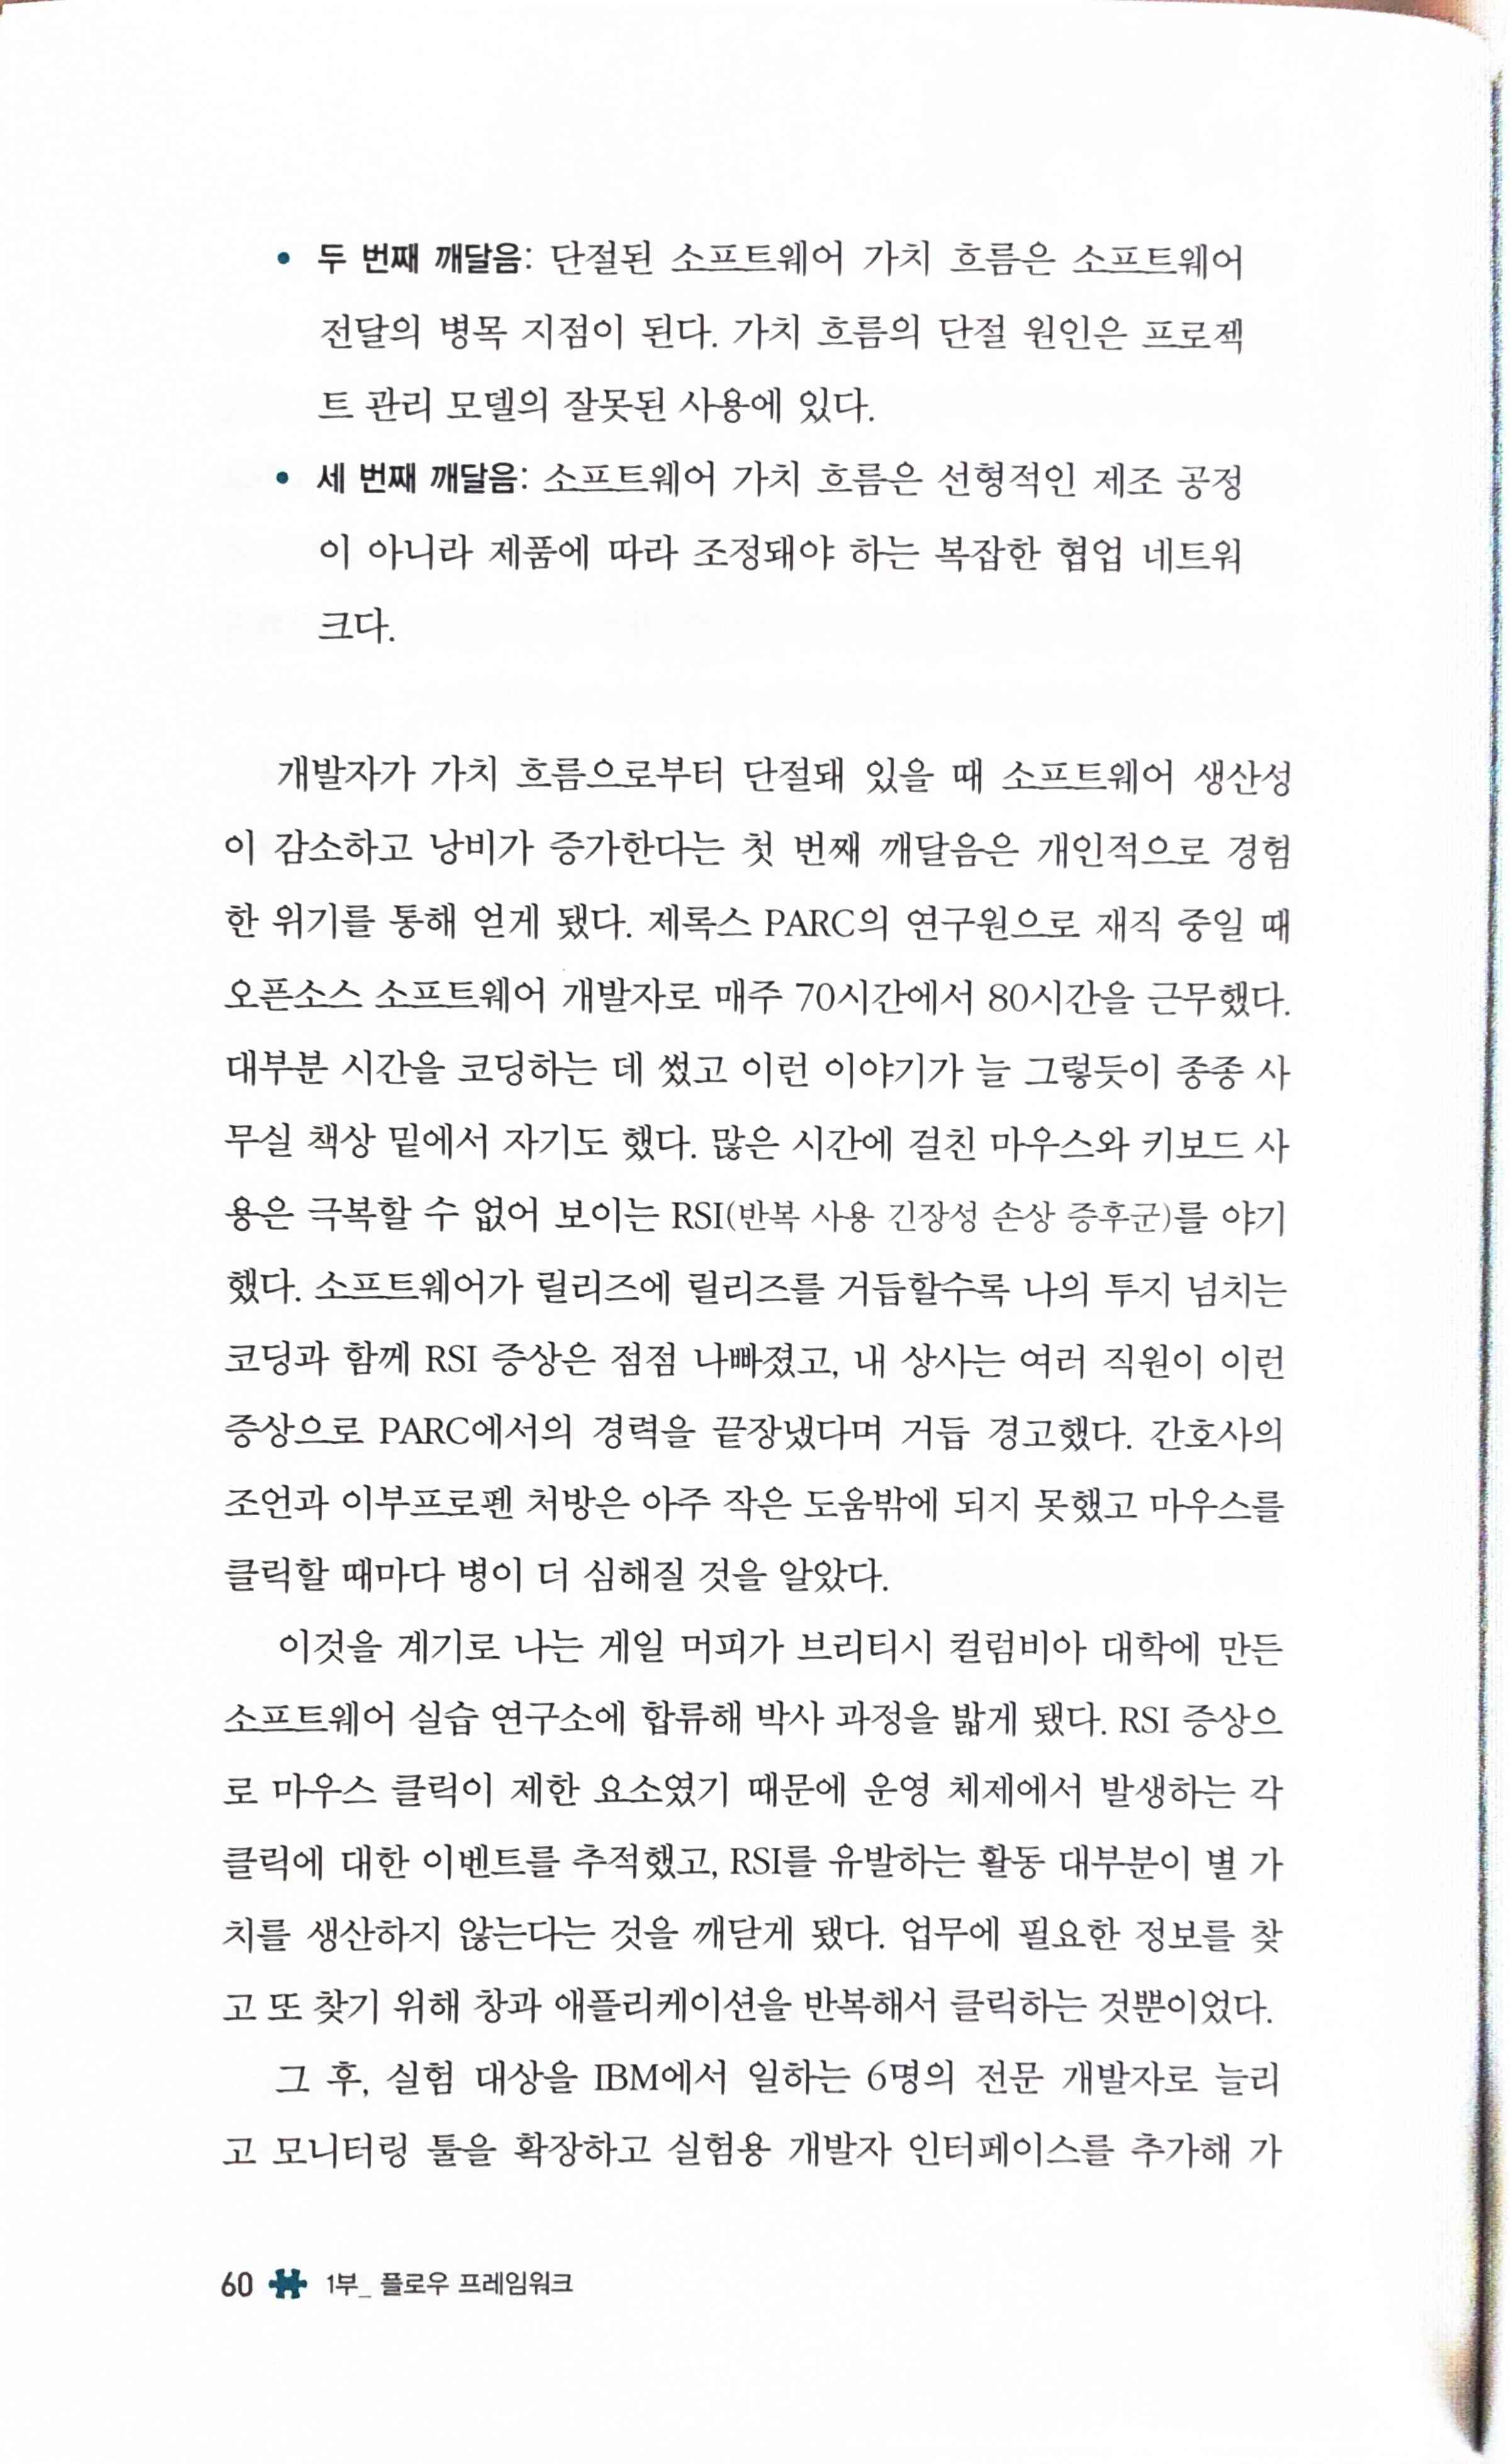 • 두 번째 깨달음: 단절된 소프트웨어 가치 흐름은 소프트웨어
전달의 병목 지점이 된다. 가치 흐름의 단절 원인은 프로젝
트 관리 모델의 잘못된 사용에 있다.
• 세 번째 깨달음: 소프트웨어 가치 흐름은 선형적인 제조 공정
이 아니라 제품에 따라 조정돼야 하는 복잡한 협업 네트워
크다.
개발자가 가치 흐름으로부터 단절돼 있을 때 소프트웨어 생산성
이 감소하고 낭비가 증가한다는 첫 번째 깨달음은 개인적으로 경험
한 위기를 통해 얻게 됐다. 제록스 PARC의 연구원으로 재직 중일 때
오픈소스 소프트웨어 개발자로 매주 70시간에서 80시간을 근무했다.
대부분 시간을 코딩하는 데 썼고 이런 이야기가 늘 그렇듯이 종종 사
무실 책상 밑에서 자기도 했다. 많은 시간에 걸친 마우스와 키보드 사
용은 극복할 수 없어 보이는 RSI(반복 사용 긴장성 손상 증후군)를 야기
했다. 소프트웨어가 릴리즈에 릴리즈를 거듭할수록 나의 투지 넘치는
코딩과 함께 RSI 증상은 점점 나빠졌고, 내 상사는 여러 직원이 이런
증상으로 PARC에서의 경력을 끝장냈다며 거듭 경고했다. 간호사의
조언과 이부프로펜 처방은 아주 작은 도움밖에 되지 못했고 마우스를
클릭할 때마다 병이 더 심해질 것을 알았다.
이것을 계기로 나는 게일 머피가 브리티시 컬럼비아 대학에 만든
소프트웨어 실습 연구소에 합류해 박사 과정을 밟게 됐다. RSI 증상으
로 마우스 클릭이 제한 요소였기 때문에 운영 체제에서 발생하는 각
클릭에 대한 이벤트를 추적했고, RSI를 유발하는 활동 대부분이 별 가
치를 생산하지 않는다는 것을 깨닫게 됐다. 업무에 필요한 정보를 찾
고 또 찾기 위해 창과 애플리케이션을 반복해서 클릭하는 것뿐이었다.
그 후, 실험 대상을 IBM에서 일하는 6명의 전문 개발자로 늘리
고 모니터링 툴을 확장하고 실험용 개발자 인터페이스를 추가해 가
60 1부_ 플로우 프레임워크